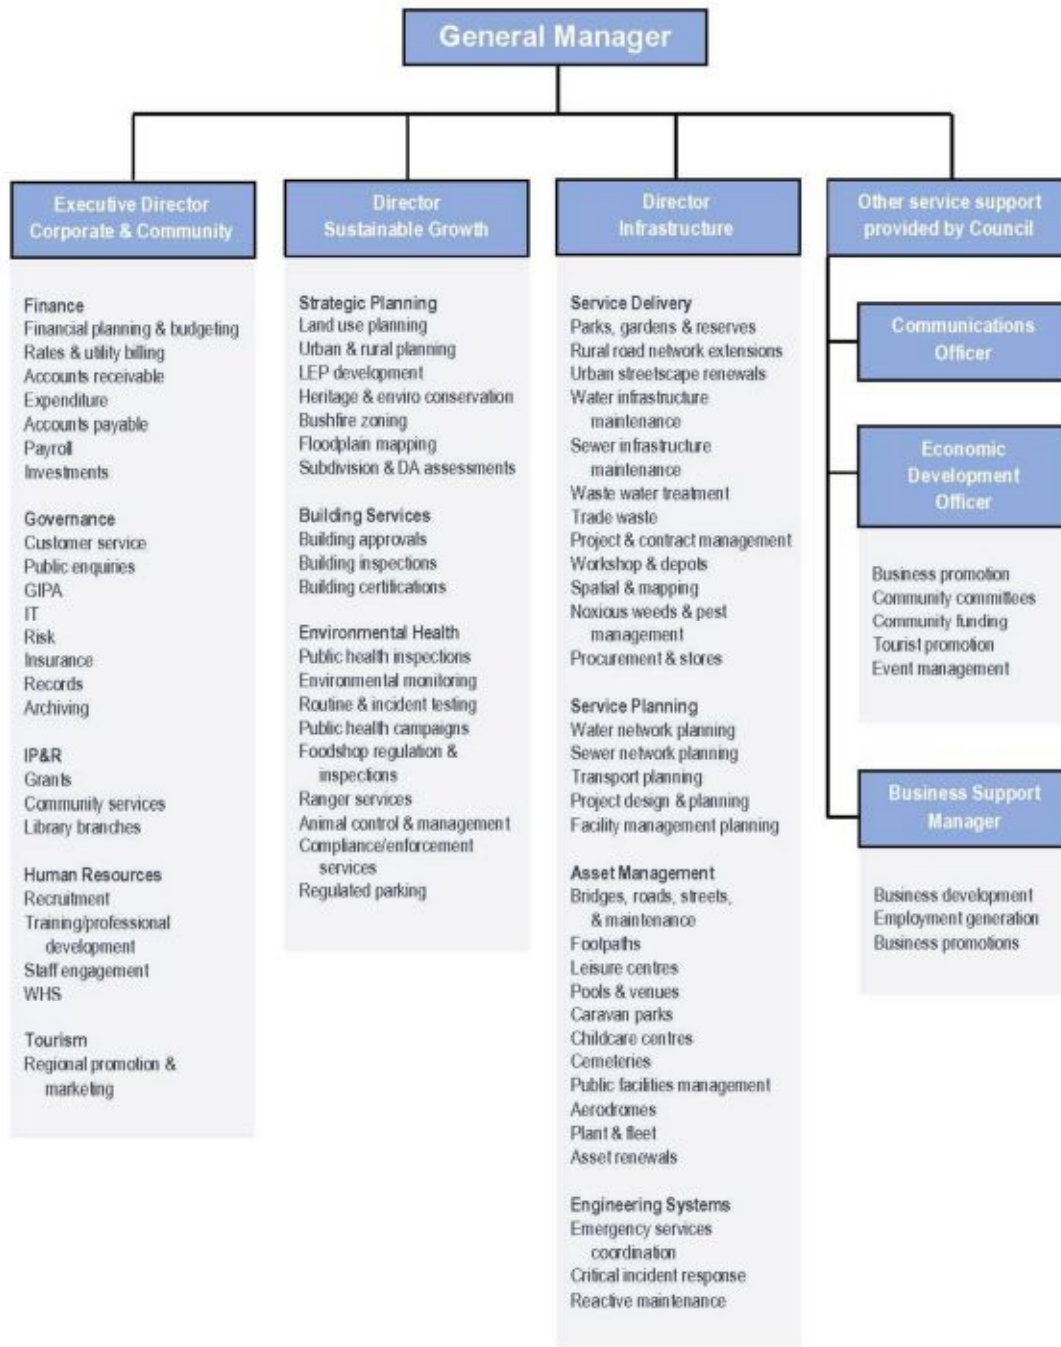 General Manager
Executive Director
Corporate & Community
Finance
Financial planning & budgeting
Rates & utility billing
Accounts receivable
Expenditure
Accounts payable
Payroll
Investments
Governance
Customer service
Public enquiries
GIPA
IT
Risk
Insurance
Records
Archiving
IP&R
Grants
Community services
Library branches
Human Resources
Recruitment
Training/professional
development
Staff engagement
WHS
Tourism
Regional promotion &
marketing
Director
Sustainable Growth
Strategic Planning
Land use planning
Urban & rural planning
LEP development
Heritage & enviro conservation
Bushfire zoning
Floodplain mapping
Subdivision & DA assessments
Building Services
Building approvals
Building inspections
Building certifications
Environmental Health
Public health inspections
Environmental monitoring
Routine & incident testing
Public health campaigns
Foodshop regulation &
inspections
Ranger services
Animal control & management
Compliance/enforcement
services
Regulated parking
Director
Infrastructure
Service Delivery
Parks, gardens & reserves
Rural road network extensions
Urban streetscape renewals
Water infrastructure
maintenance
Sewer infrastructure
maintenance
Waste water treatment
Trade waste
Project & contract management
Workshop & depots
Spatial & mapping
Noxious weeds & pest
management
Procurement & stores
Service Planning
Water network planning
Sewer network planning
Transport planning
Project design & planning
Facility management planning
Asset Management
Bridges, roads, streets,
& maintenance
Footpaths
Leisure centres
Pools & venues
Caravan parks
Childcare centres
Cemeteries
Public facilities management
Aerodromes
Plant & fleet
Asset renewals
Engineering Systems
Emergency services
coordination
Critical incident response
Reactive maintenance
Other service support
provided by Council
Communications
Officer
Economic
Development
Officer
Business promotion
Community committees
Community funding
Tourist promotion
Event management
Business Support
Manager
Business development
Employment generation
Business promotions